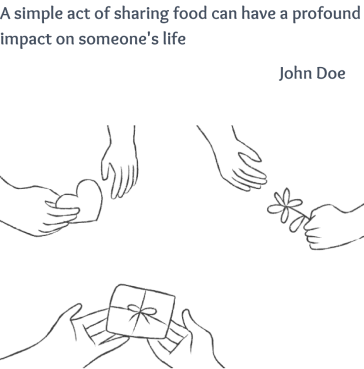 A simple act of sharing food can have a profound
impact on someone's life
John Doe